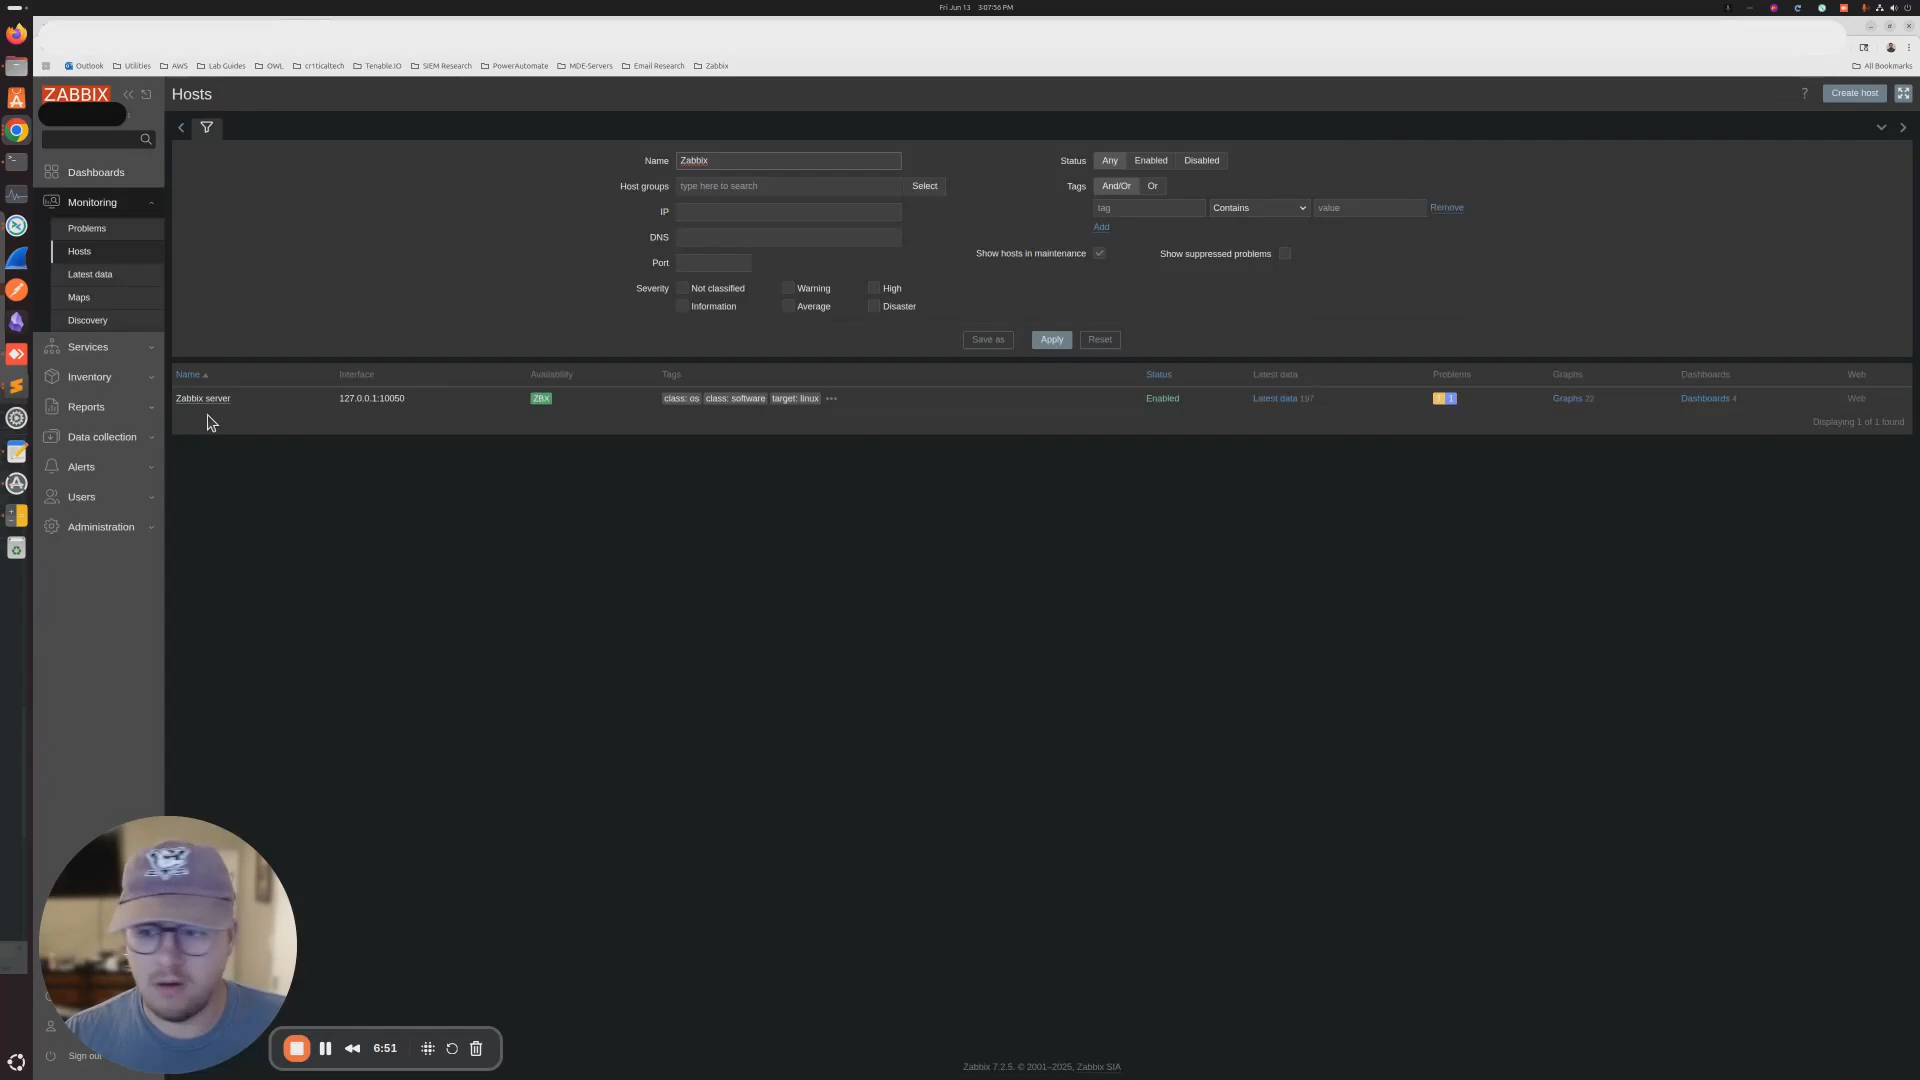 Fri Jun 13 3:07:56 PM
Outlook Utilities AWS Lab Guides OWL cr1ticaltech Tenable.IO SIEM Research PowerAutomate MDE-Servers Email Research Zabbix All Bookmarks
ZABBIX
Hosts
? Create host
Dashboards
Monitoring
Problems
Hosts
Latest data
Maps
Discovery
Services
Inventory
Reports
Data collection
Alerts
Users
Administration
Sign out
Name Zabbix
Host groups type here to search Select
IP
DNS
Port
Severity Not classified Warning High
Information Average Disaster
Status Any Enabled Disabled
Tags And/Or Or
tag Contains value Remove
Add
Show hosts in maintenance Show suppressed problems
Save as Apply Reset
Name Interface Availability Tags Status Latest data Problems Graphs Dashboards Web
Zabbix server 127.0.0.1:10050 ZBX class: os class: software target: linux ••• Enabled Latest data 197 1 Graphs 22 Dashboards 4 Web
Displaying 1 of 1 found
6:51
Zabbix 7.2.5. © 2001–2025, Zabbix SIA